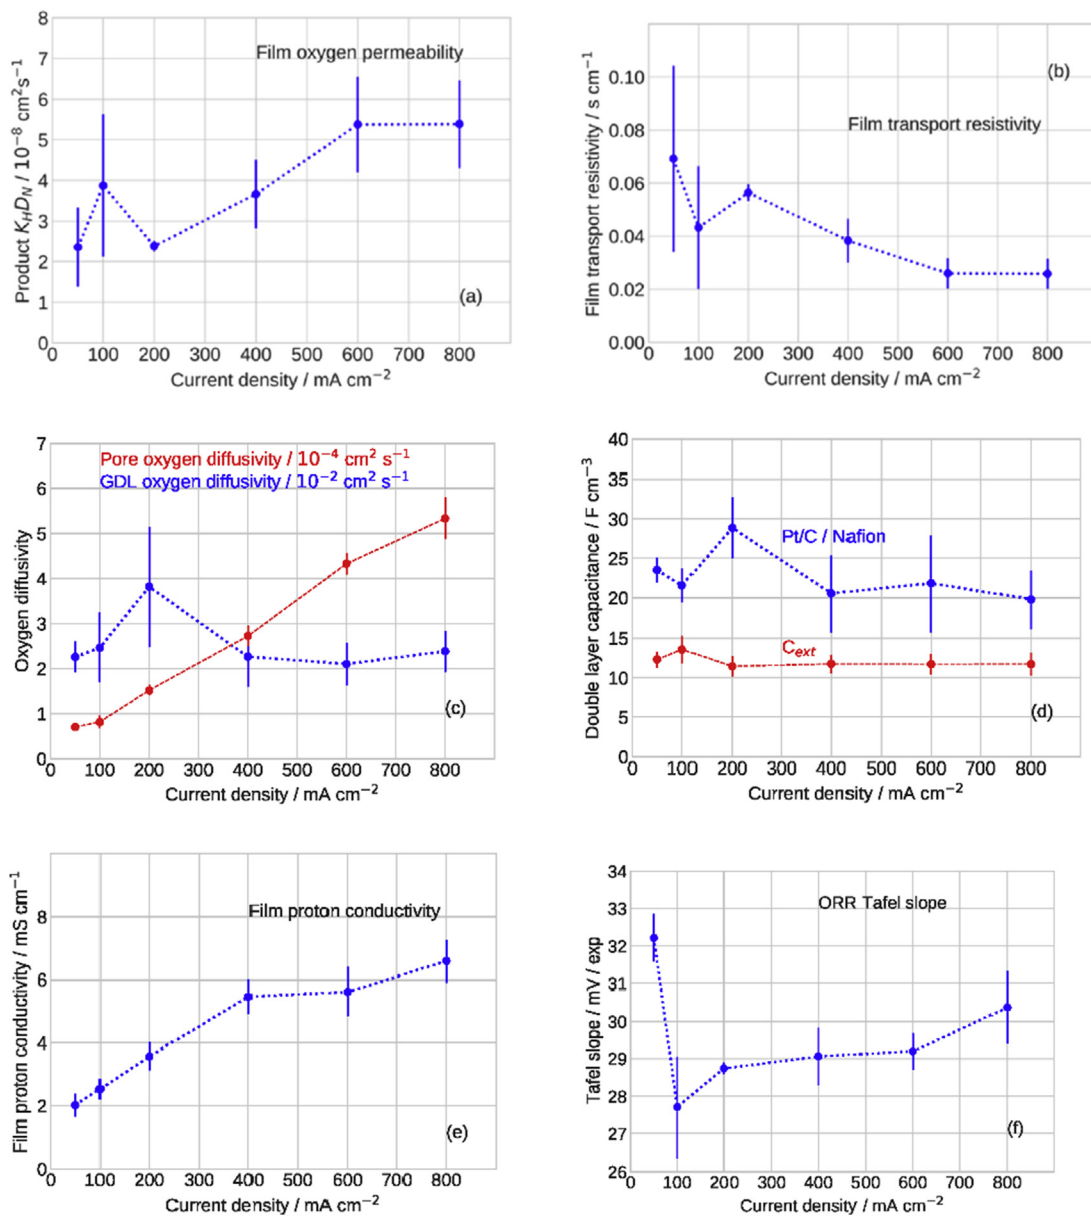 8
7
6
5
4
3
2
1
0
Product K_H D_N / 10⁻⁸ cm² s⁻¹
Film oxygen permeability
(a)
0 100 200 300 400 500 600 700 800
Current density / mA cm⁻²
0.10
0.08
0.06
0.04
0.02
0.00
Film transport resistivity / s cm⁻¹
(b)
Film transport resistivity
0 100 200 300 400 500 600 700 800
Current density / mA cm⁻²
7
6
5
4
3
2
1
0
Oxygen diffusivity
Pore oxygen diffusivity / 10⁻⁴ cm² s⁻¹
GDL oxygen diffusivity / 10⁻² cm² s⁻¹
(c)
0 100 200 300 400 500 600 700 800
Current density / mA cm⁻²
40
35
30
25
20
15
10
5
0
Double layer capacitance / F cm⁻³
Pt/C / Nafion
C_ext
(d)
0 100 200 300 400 500 600 700 800
Current density / mA cm⁻²
8
6
4
2
0
Film proton conductivity / mS cm⁻¹
Film proton conductivity
(e)
0 100 200 300 400 500 600 700 800
Current density / mA cm⁻²
34
33
32
31
30
29
28
27
26
Tafel slope / mV / exp
ORR Tafel slope
(f)
0 100 200 300 400 500 600 700 800
Current density / mA cm⁻²